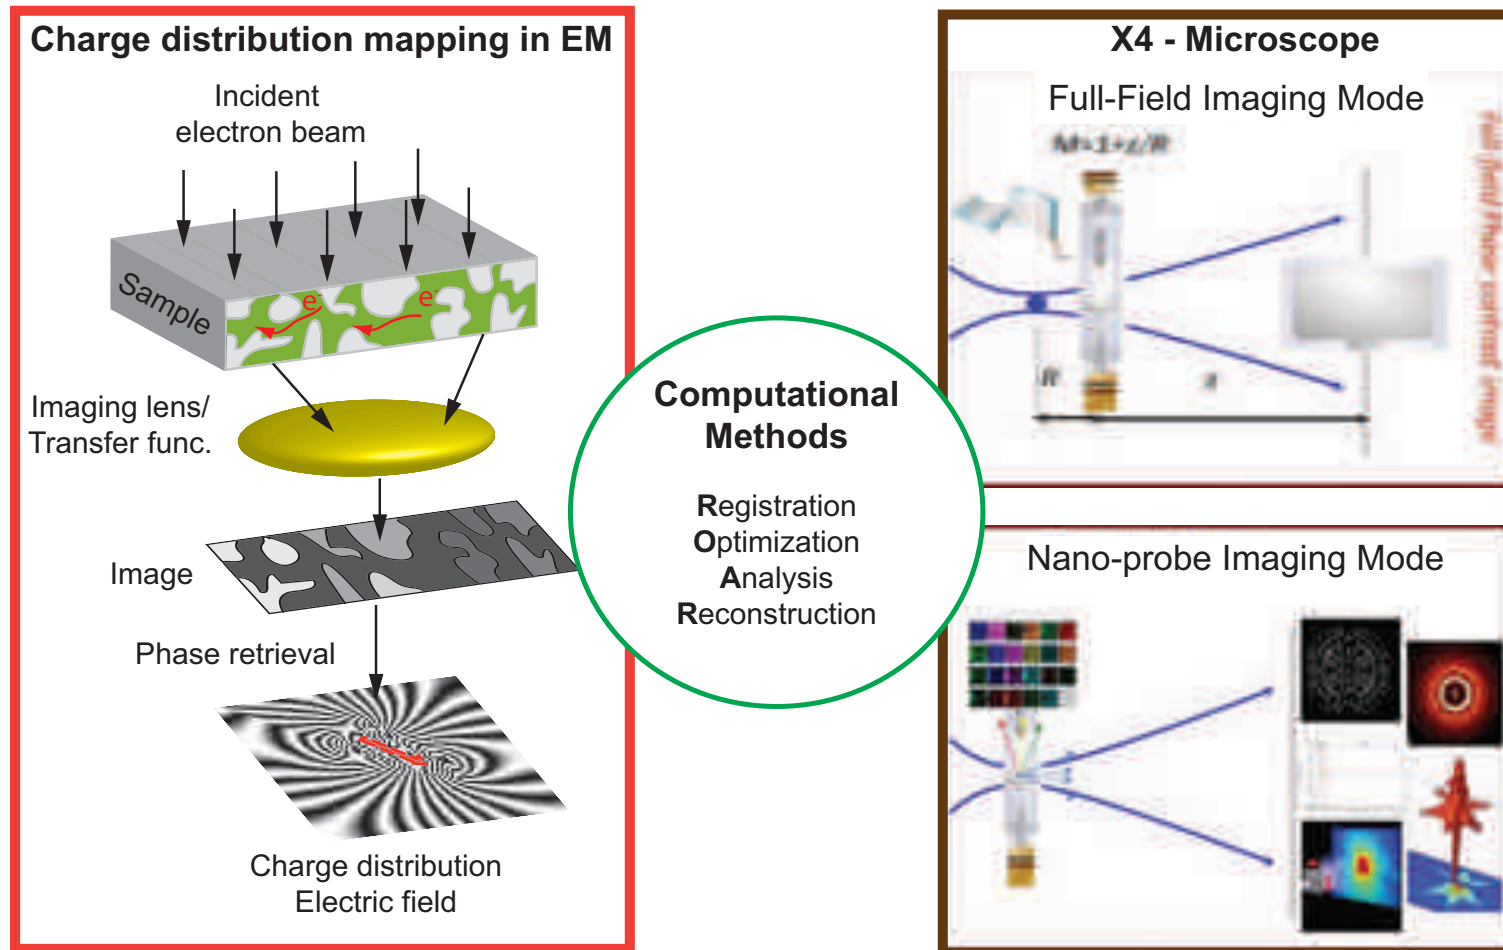 Charge distribution mapping in EM
Incident
electron beam
Sample
e-
e-
Imaging lens/
Transfer func.
Image
Phase retrieval
Charge distribution
Electric field
Computational
Methods
Registration
Optimization
Analysis
Reconstruction
X4 - Microscope
Full-Field Imaging Mode
M=1+z/R
R
z
Nano-probe Imaging Mode